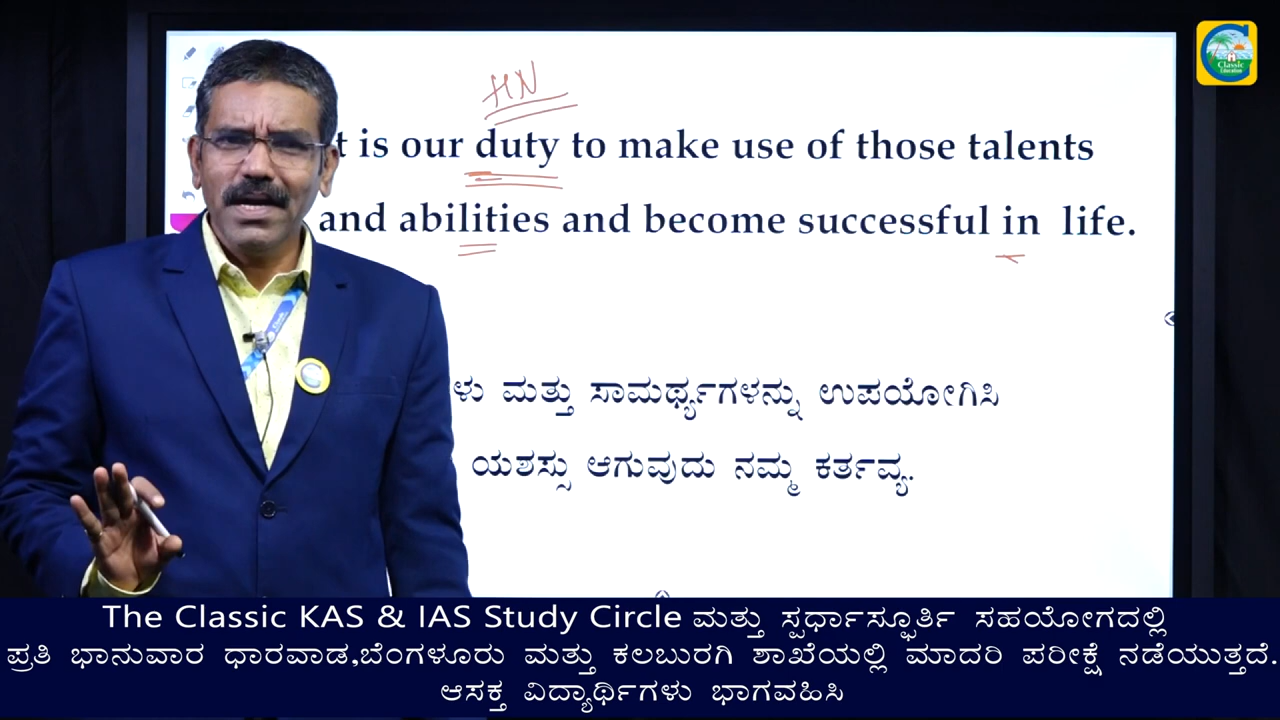 Classic
Education
HN
t is our duty to make use of those talents
and abilities and become successful in life.
ಳು ಮತ್ತು ಸಾಮರ್ಥ್ಯಗಳನ್ನು ಉಪಯೋಗಿಸಿ
ಯಶಸ್ಸು ಆಗುವುದು ನಮ್ಮ ಕರ್ತವ್ಯ.
The Classic KAS & IAS Study Circle ಮತ್ತು ಸ್ಪರ್ಧಾಸ್ಫೂರ್ತಿ ಸಹಯೋಗದಲ್ಲಿ
ಪ್ರತಿ ಭಾನುವಾರ ಧಾರವಾಡ,ಬೆಂಗಳೂರು ಮತ್ತು ಕಲಬುರಗಿ ಶಾಖೆಯಲ್ಲಿ ಮಾದರಿ ಪರೀಕ್ಷೆ ನಡೆಯುತ್ತದೆ.
ಆಸಕ್ತ ವಿದ್ಯಾರ್ಥಿಗಳು ಭಾಗವಹಿಸಿ